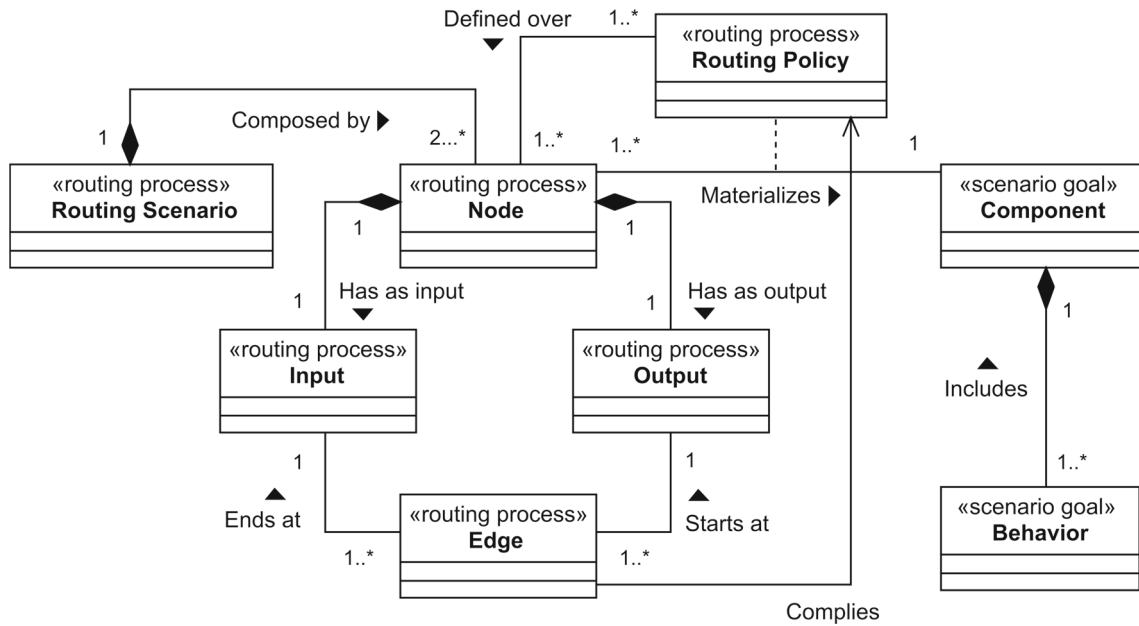 Defined over
1..*
«routing process»
Routing Policy
Composed by
1
2...*
1..*
1..*
1
«routing process»
Routing Scenario
«routing process»
Node
Materializes
«scenario goal»
Component
1
1
1
Has as input
1
Has as output
1
«routing process»
Input
«routing process»
Output
Includes
1
1
1..*
Ends at
«routing process»
Edge
Starts at
«scenario goal»
Behavior
1..*
1..*
Complies